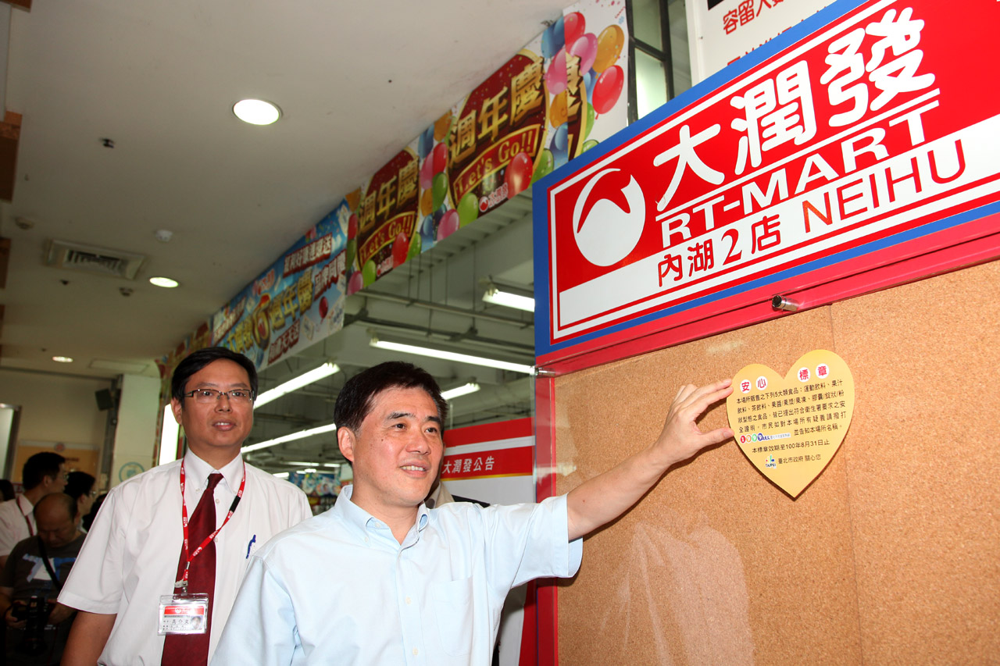 大潤發
RT-MART
內湖2店 NEIHU
週年慶
Let's Go!!
週年慶
Let's Go!!
週年慶
大潤發公告
安心 標章
本場所販售之下列5大類食品：運動飲料、果汁
飲料、茶飲料、果醬/果漿/果凍、膠囊/錠狀/粉
狀型態之食品，皆已提出符合衛生署要求之安
全證明，市民如對本場所有疑義請撥打
1999 並告知本場所名稱。
本標章效期至100年8月31日止
臺北市政府 關心您